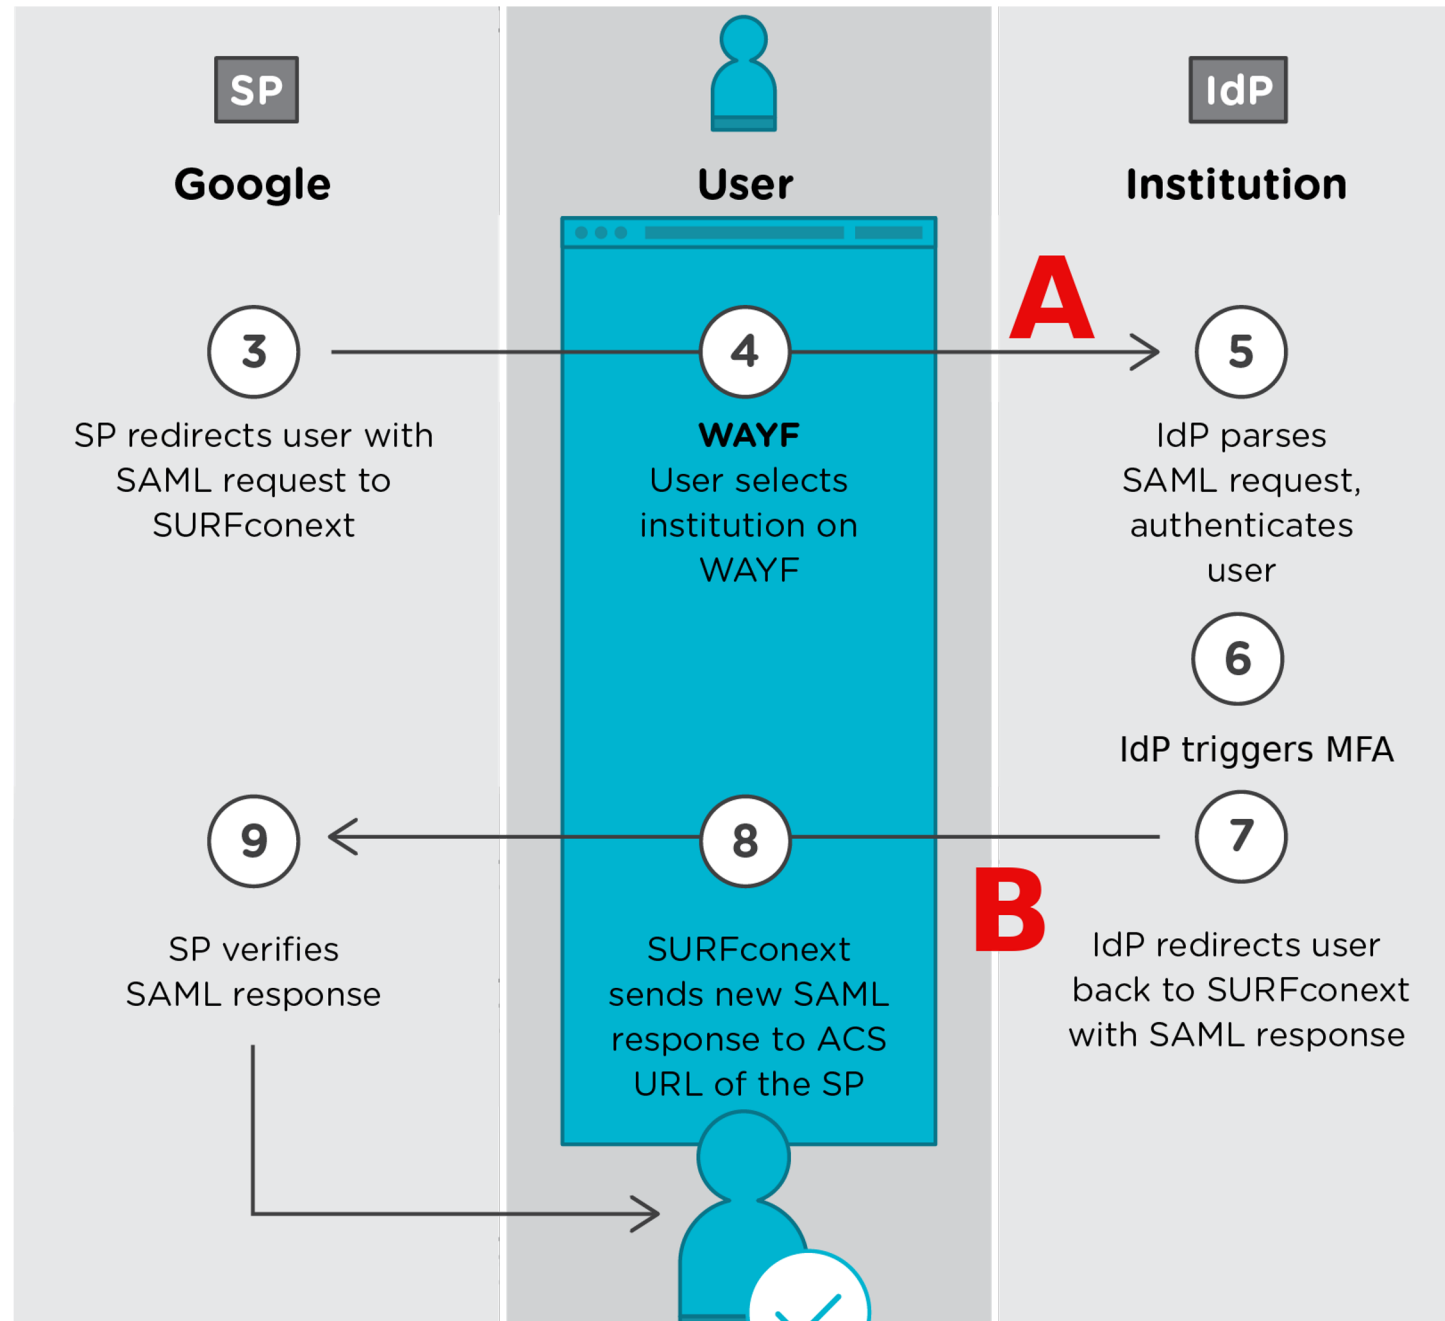 SP
IdP
Google
User
Institution
A
3
4
5
SP redirects user with
SAML request to
SURFconext
WAYF
User selects
institution on
WAYF
IdP parses
SAML request,
authenticates
user
6
IdP triggers MFA
9
8
7
B
SP verifies
SAML response
SURFconext
sends new SAML
response to ACS
URL of the SP
IdP redirects user
back to SURFconext
with SAML response